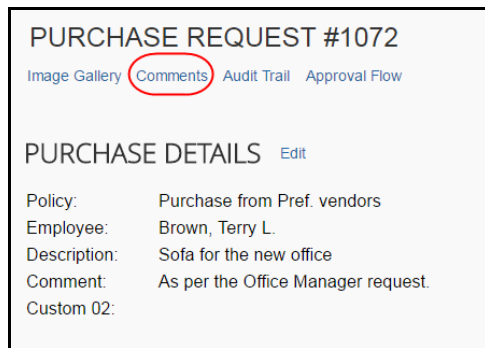 PURCHASE REQUEST #1072
Image Gallery Comments Audit Trail Approval Flow
PURCHASE DETAILS Edit
Policy: Purchase from Pref. vendors
Employee: Brown, Terry L.
Description: Sofa for the new office
Comment: As per the Office Manager request.
Custom 02: